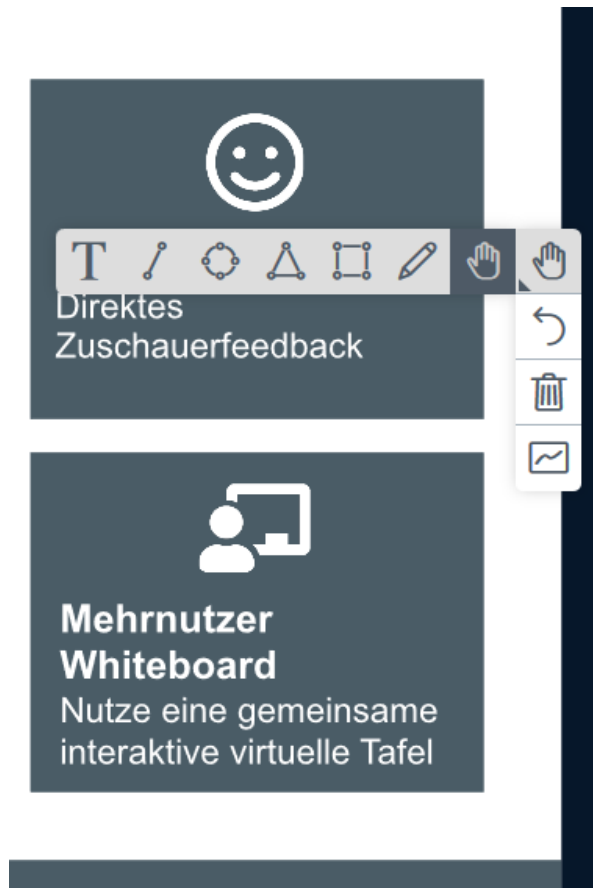 T
Direktes
Zuschauerfeedback
Mehrnutzer
Whiteboard
Nutze eine gemeinsame
interaktive virtuelle Tafel